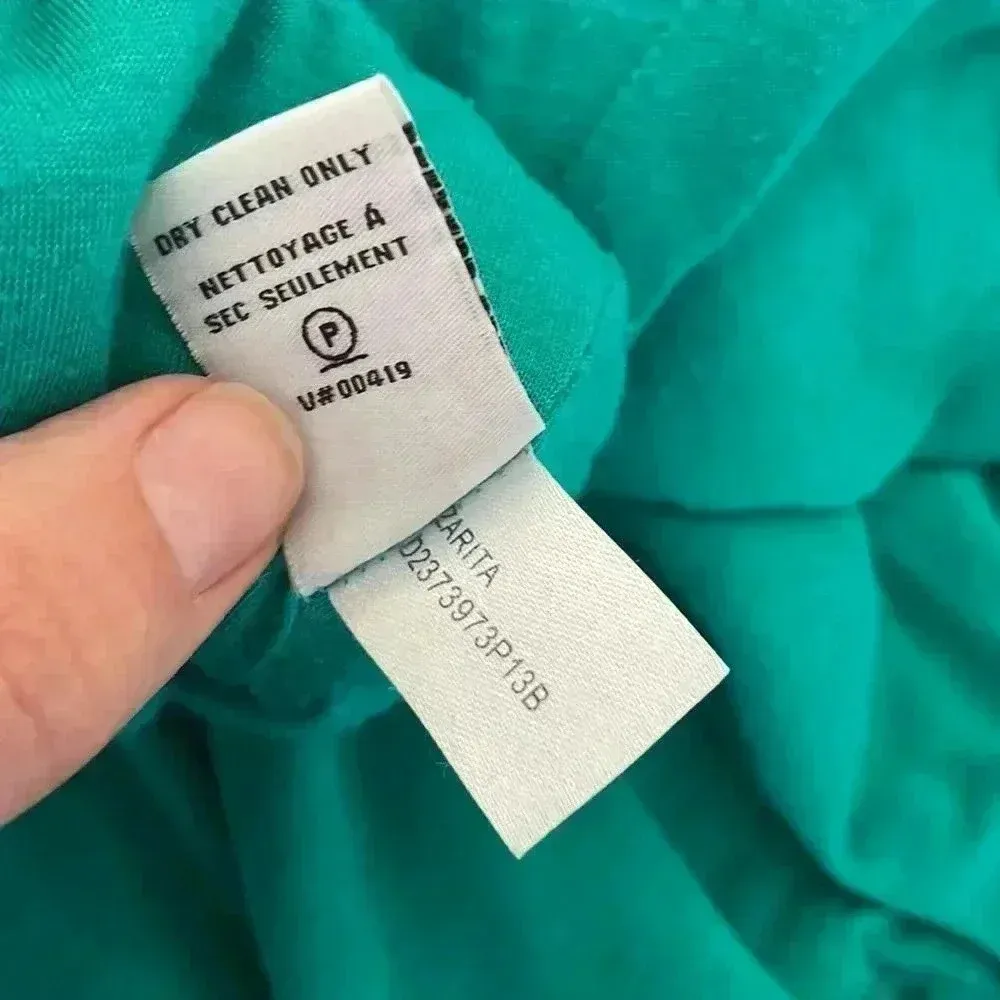 DRY CLEAN ONLY
NETTOYAGE Á
SEC SEULEMENT
P
V#00419
ZARITA
D2373973P13B